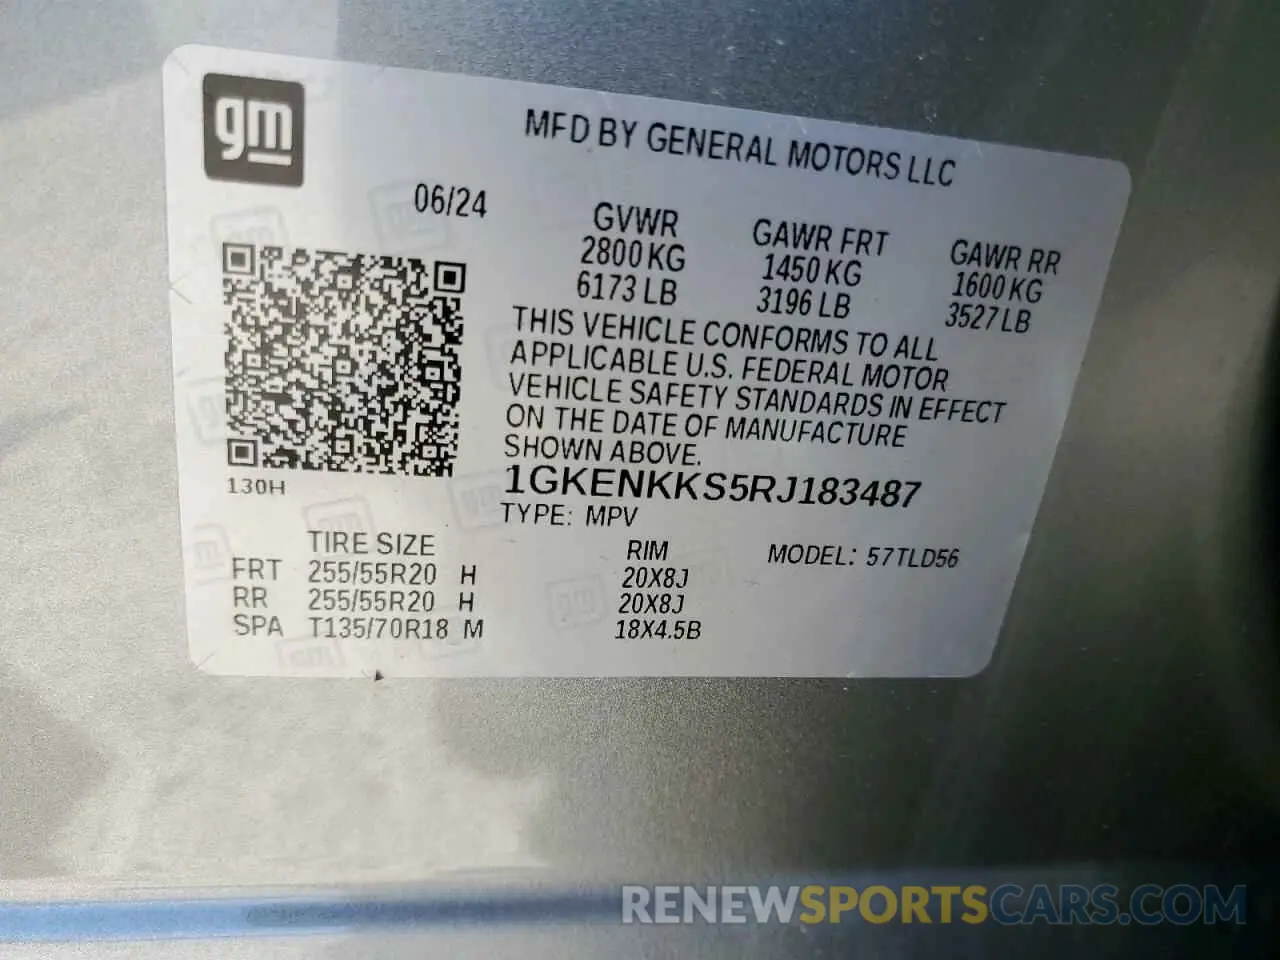 gm
MFD BY GENERAL MOTORS LLC
06/24
GVWR GAWR FRT GAWR RR
2800 KG 1450 KG 1600 KG
6173 LB 3196 LB 3527 LB
THIS VEHICLE CONFORMS TO ALL
APPLICABLE U.S. FEDERAL MOTOR
VEHICLE SAFETY STANDARDS IN EFFECT
ON THE DATE OF MANUFACTURE
SHOWN ABOVE.
130H
1GKENKKS5RJ183487
TYPE: MPV
TIRE SIZE RIM MODEL: 57TLD56
FRT 255/55R20 H 20X8J
RR 255/55R20 H 20X8J
SPA T135/70R18 M 18X4.5B
RENEWSPORTSCARS.COM